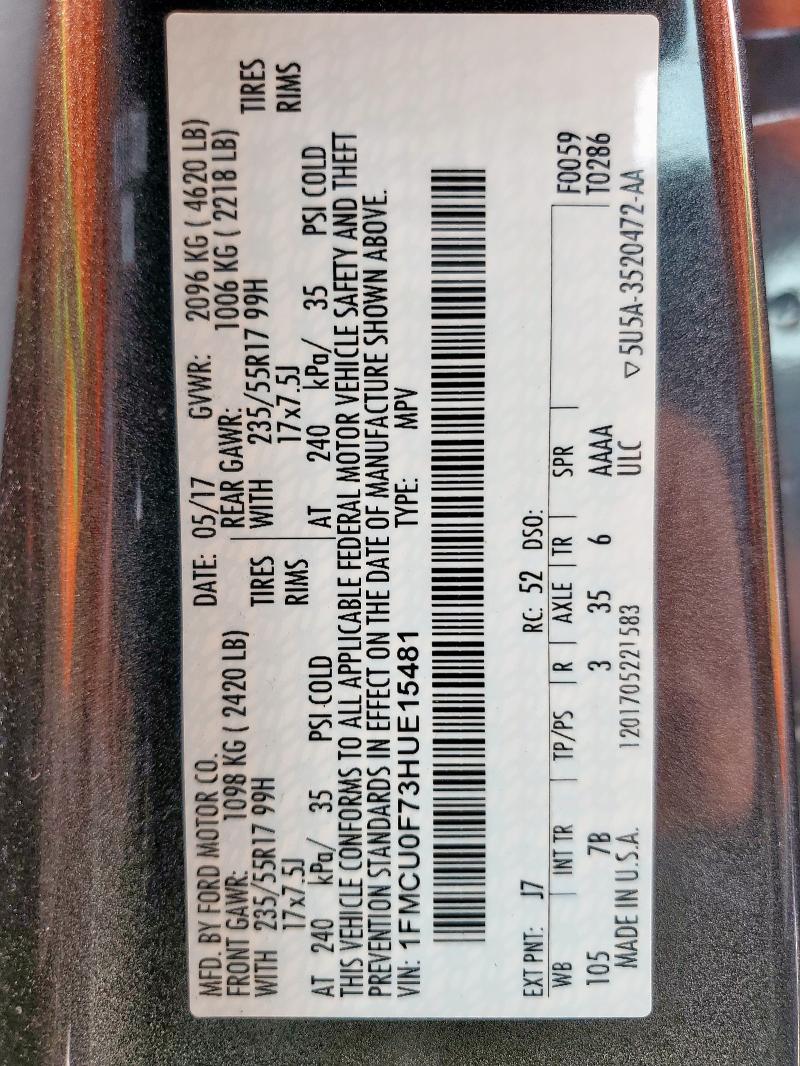 MFD. BY FORD MOTOR CO. DATE: 05/17 GVWR: 2096 KG ( 4620 LB)
FRONT GAWR: 1098 KG ( 2420 LB) REAR GAWR: 1006 KG ( 2218 LB)
WITH 235/55R17 99H TIRES WITH 235/55R17 99H TIRES
17x7.5J RIMS 17x7.5J RIMS
AT 240 kPa/ 35 PSI COLD AT 240 kPa/ 35 PSI COLD
THIS VEHICLE CONFORMS TO ALL APPLICABLE FEDERAL MOTOR VEHICLE SAFETY AND THEFT
PREVENTION STANDARDS IN EFFECT ON THE DATE OF MANUFACTURE SHOWN ABOVE.
VIN: 1FMCU0F73HUE15481 TYPE: MPV
EXT PNT: J7 RC: 52 DSO: F0059
WB INT TR TP/PS R AXLE TR SPR T0286
105 7B 3 35 6 AAAA
MADE IN U.S.A. 120170522158​3 ULC ▽ 5U5A-3520472-AA